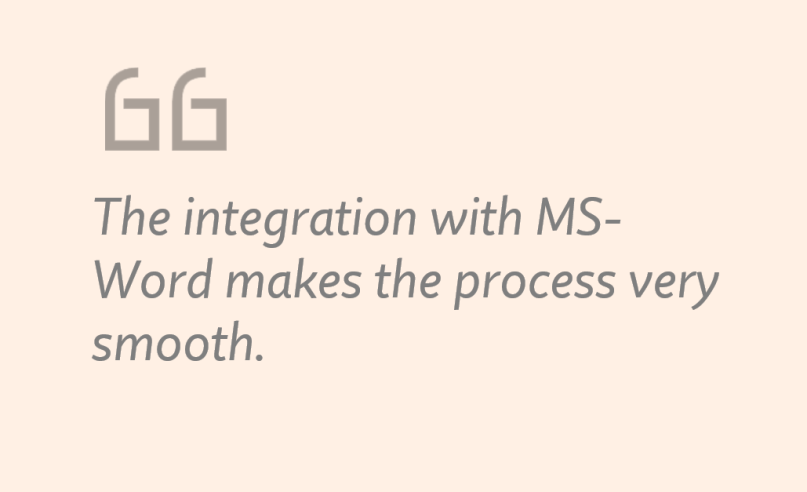 The integration with MS-
Word makes the process very
smooth.